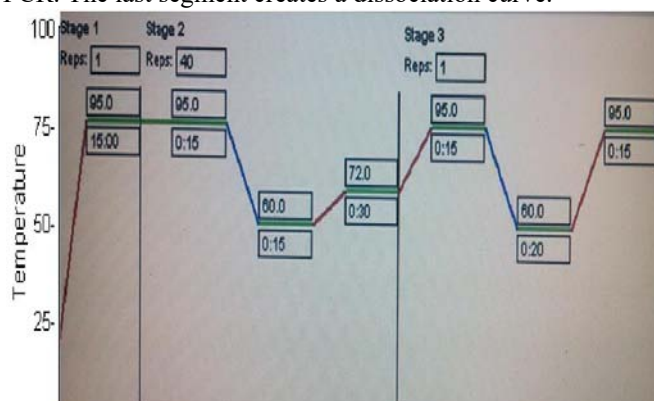 PCR. The last segment creates a dissociation curve.
Stage 1
Reps: 1
95.0
15:00
Stage 2
Reps: 40
95.0
0:15
60.0
0:15
72.0
0:30
Stage 3
Reps: 1
95.0
0:15
60.0
0:20
95.0
0:15
Temperature
100
75-
50-
25-